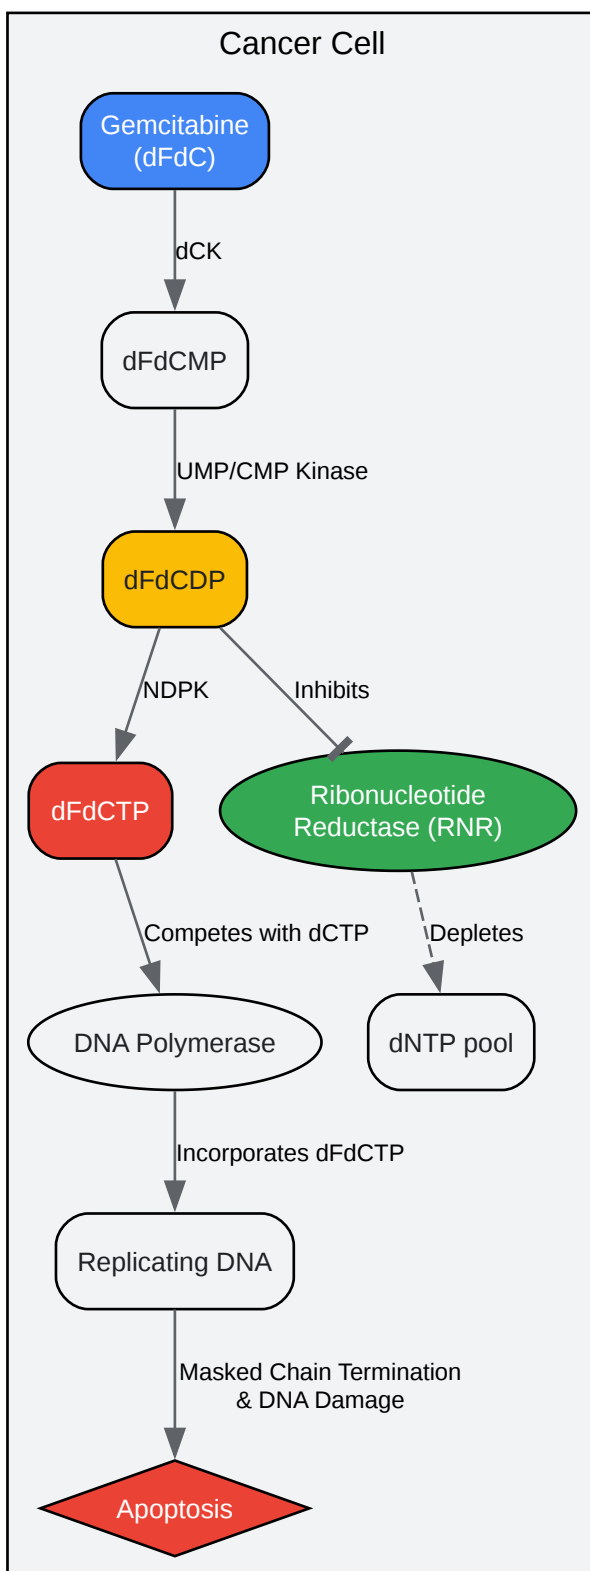 Cancer Cell
Gemcitabine
(dFdC)
dCK
dFdCMP
UMP/CMP Kinase
dFdCDP
NDPK
Inhibits
dFdCTP
Ribonucleotide
Reductase (RNR)
Competes with dCTP
Depletes
DNA Polymerase
dNTP pool
Incorporates dFdCTP
Replicating DNA
Masked Chain Termination
& DNA Damage
Apoptosis